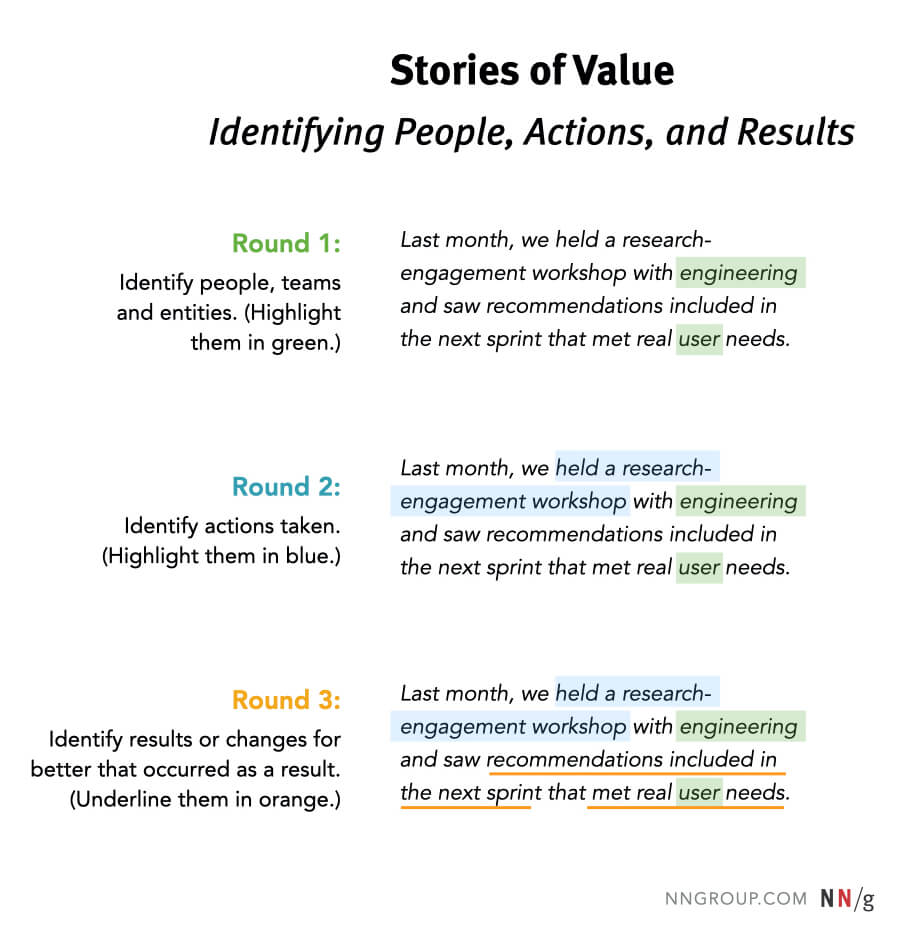 Stories of Value
Identifying People, Actions, and Results
Round 1:
Identify people, teams
and entities. (Highlight
them in green.)
Last month, we held a research-
engagement workshop with engineering
and saw recommendations included in
the next sprint that met real user needs.
Round 2:
Identify actions taken.
(Highlight them in blue.)
Last month, we held a research-
engagement workshop with engineering
and saw recommendations included in
the next sprint that met real user needs.
Round 3:
Identify results or changes for
better that occurred as a result.
(Underline them in orange.)
Last month, we held a research-
engagement workshop with engineering
and saw recommendations included in
the next sprint that met real user needs.
NNGROUP.COM NN/g